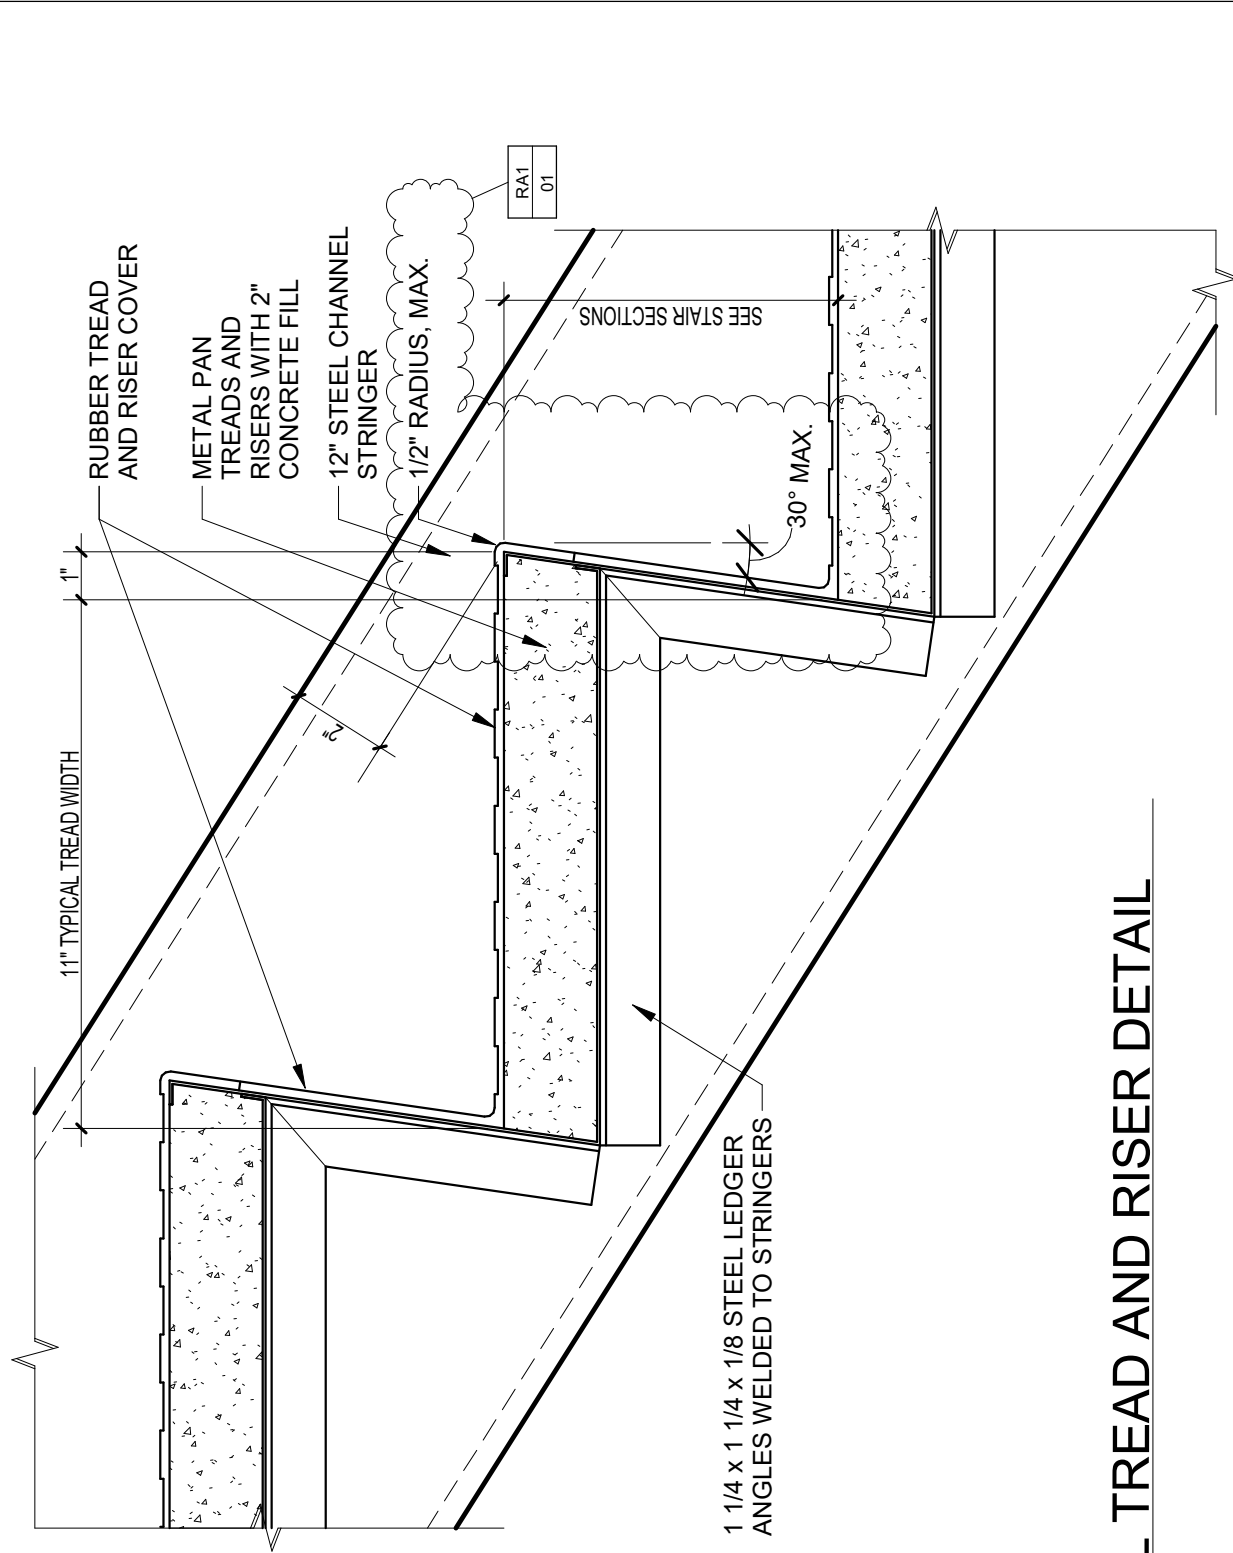 RUBBER TREAD
AND RISER COVER
METAL PAN
TREADS AND
RISERS WITH 2"
CONCRETE FILL
12" STEEL CHANNEL
STRINGER
1/2" RADIUS, MAX.
RA1
01
11" TYPICAL TREAD WIDTH
1"
2"
SEE STAIR SECTIONS
30° MAX.
1 1/4 x 1 1/4 x 1/8 STEEL LEDGER
ANGLES WELDED TO STRINGERS
TREAD AND RISER DETAIL